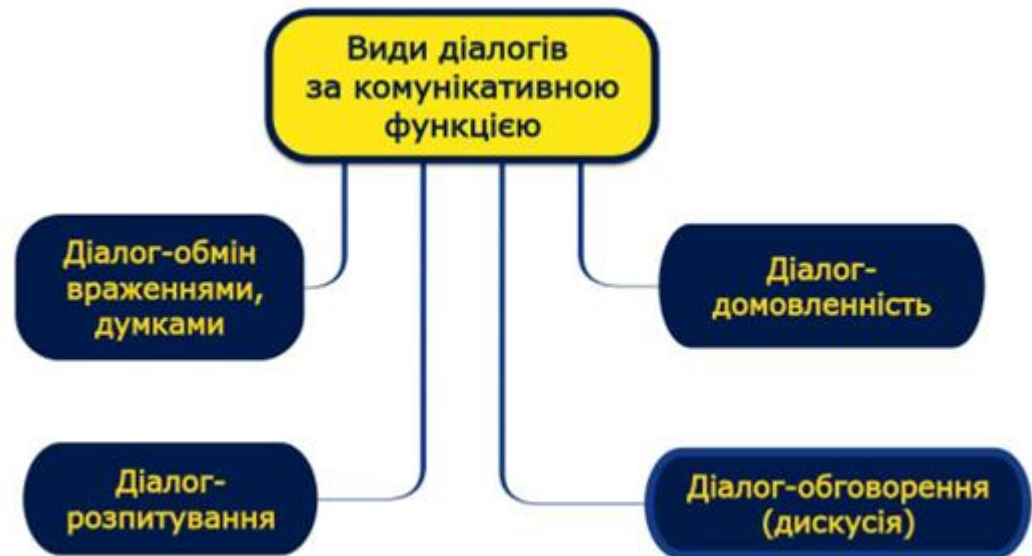 Види діалогів
за комунікативною
функцією
Діалог-обмін
враженнями,
думками
Діалог-
домовленність
Діалог-
розпитування
Діалог-обговорення
(дискусія)